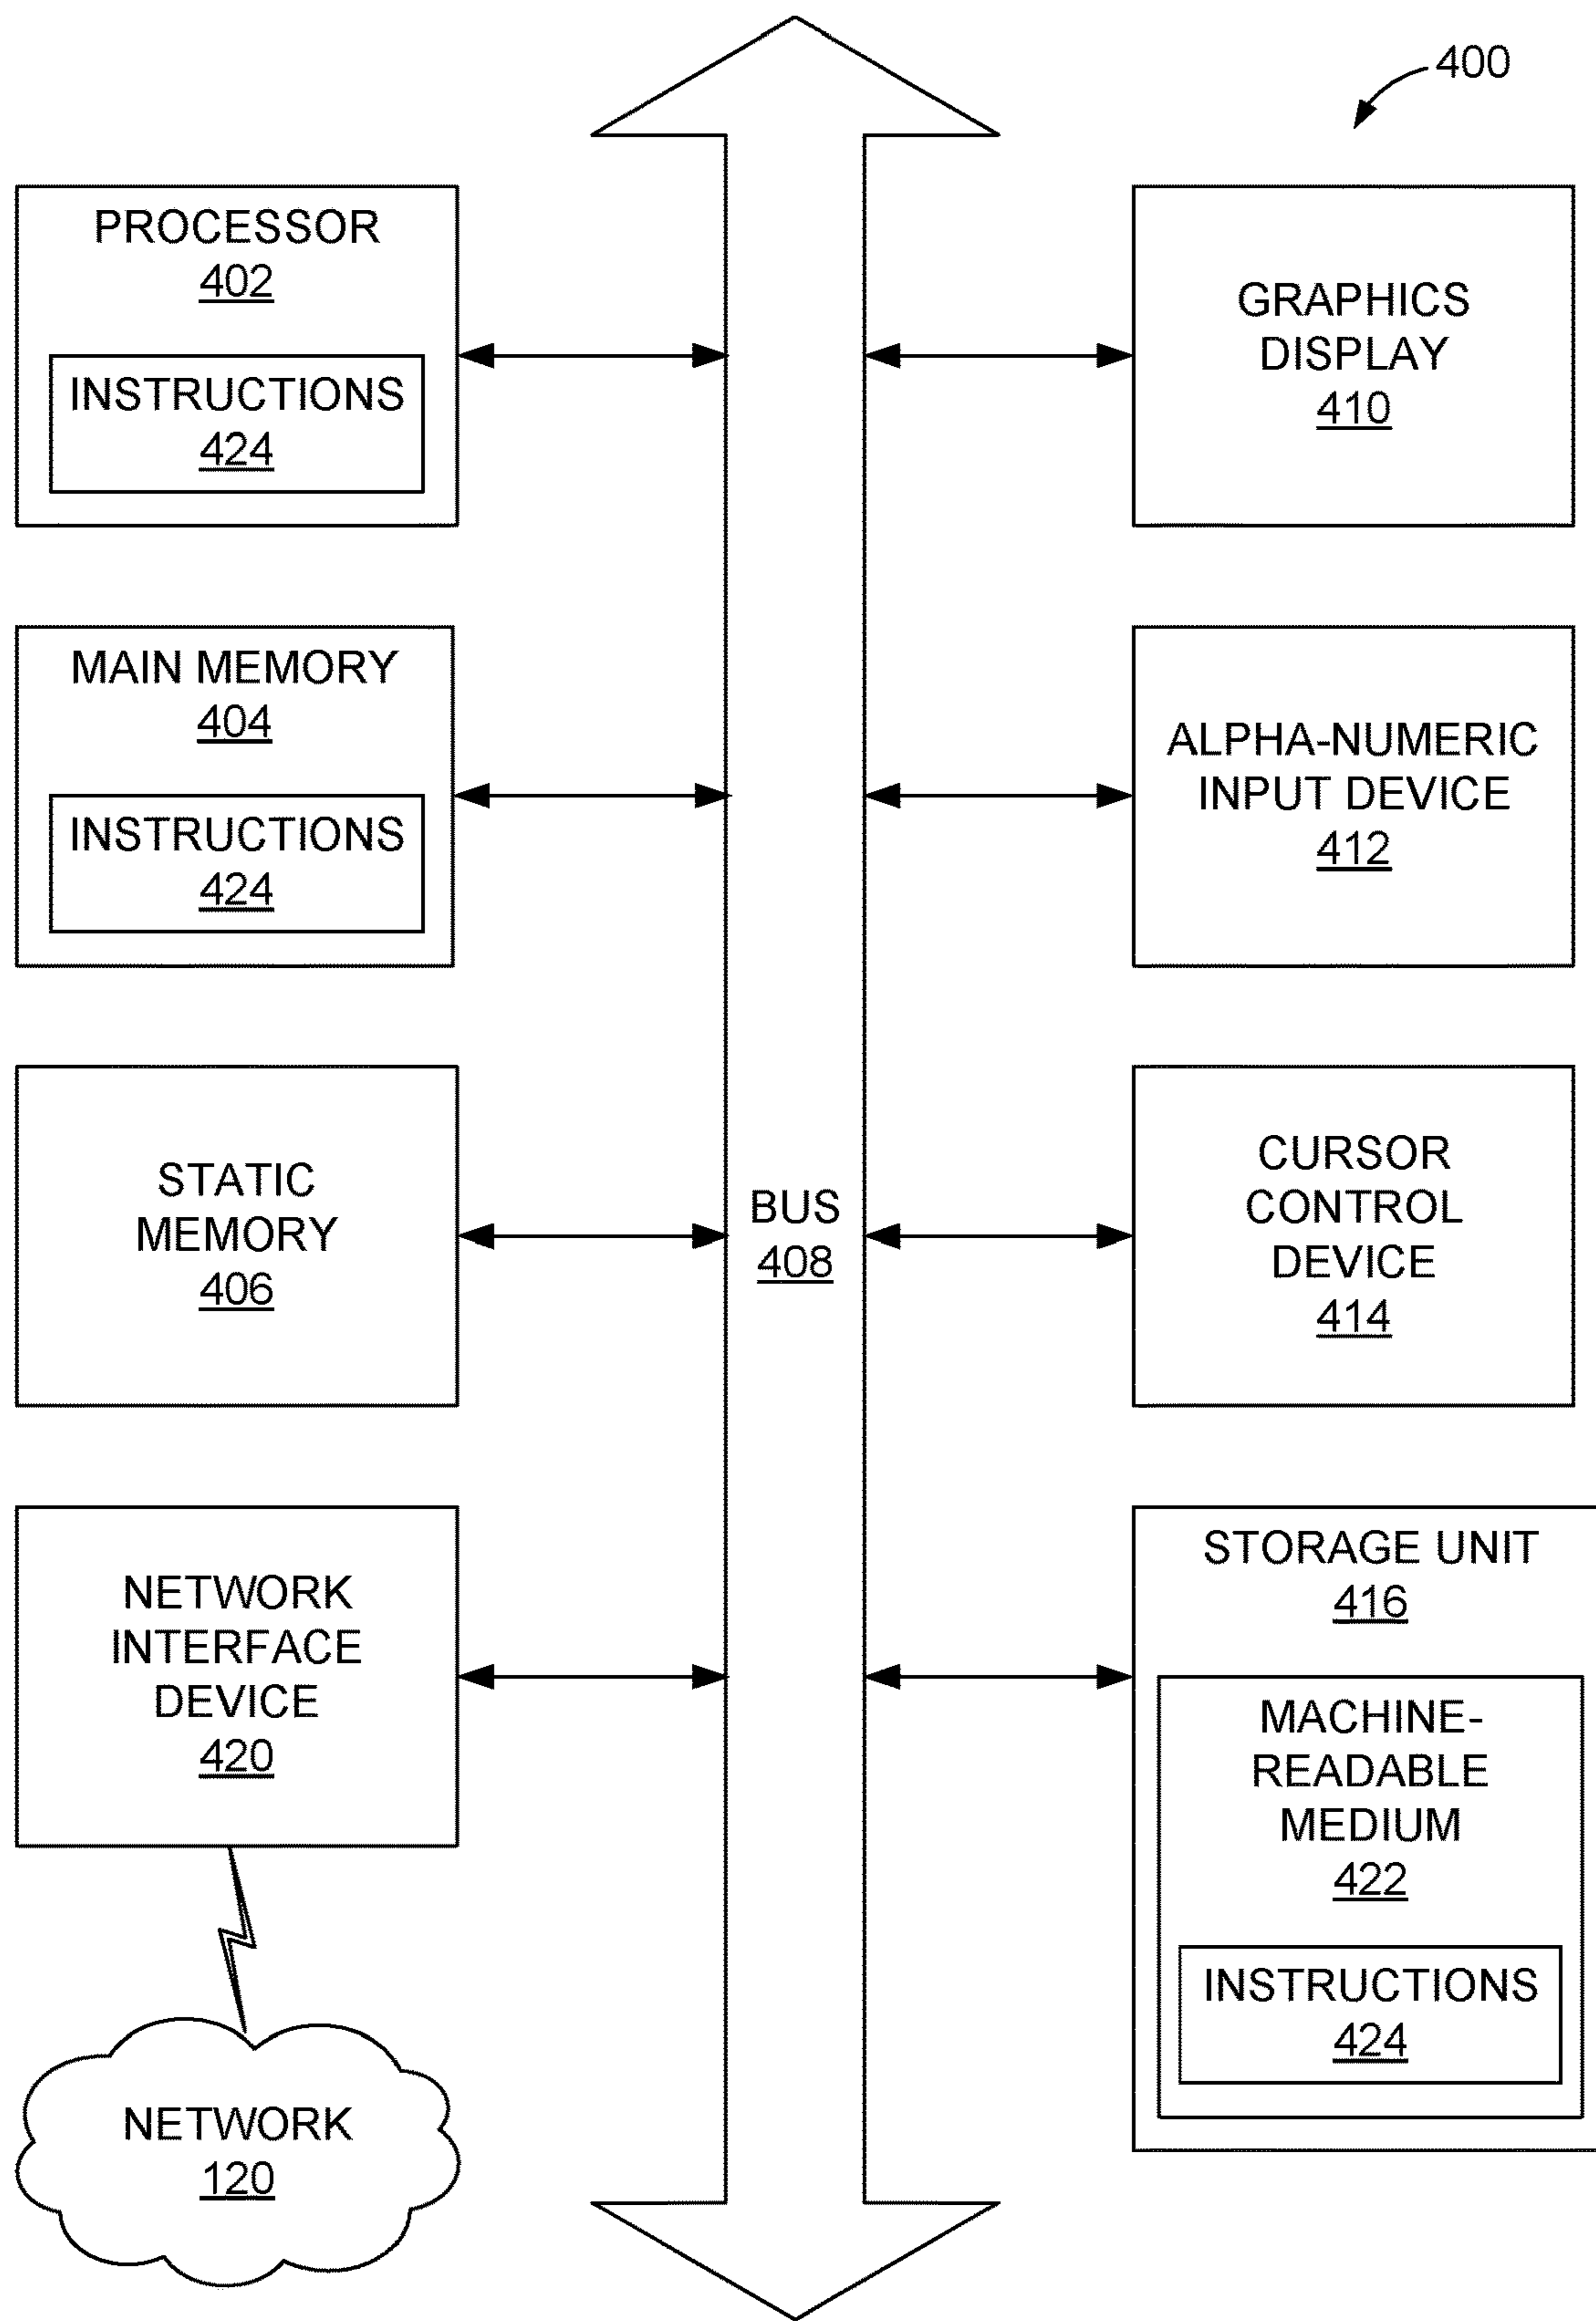 400
PROCESSOR
402
INSTRUCTIONS
424
MAIN MEMORY
404
INSTRUCTIONS
424
STATIC
MEMORY
406
NETWORK
INTERFACE
DEVICE
420
NETWORK
120
BUS
408
GRAPHICS
DISPLAY
410
ALPHA-NUMERIC
INPUT DEVICE
412
CURSOR
CONTROL
DEVICE
414
STORAGE UNIT
416
MACHINE-
READABLE
MEDIUM
422
INSTRUCTIONS
424